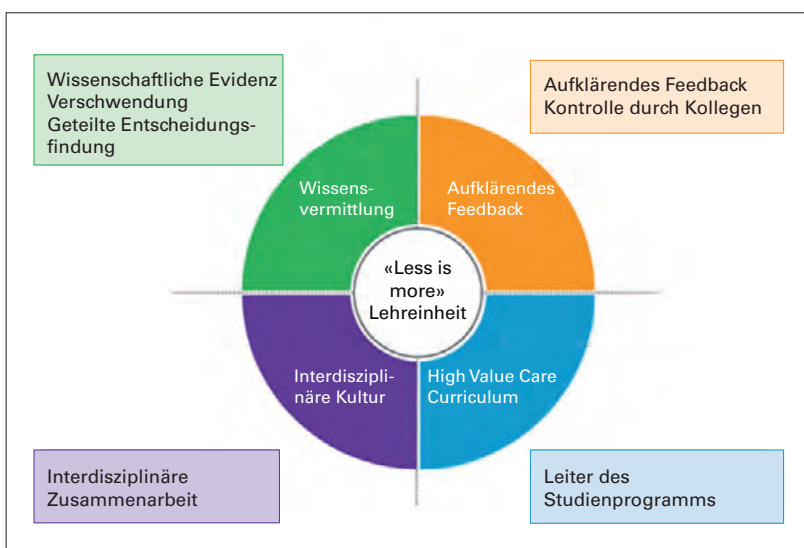 Wissenschaftliche Evidenz
Verschwendung
Geteilte Entscheidungs-
findung
Aufklärendes Feedback
Kontrolle durch Kollegen
Wissens-
vermittlung
Aufklärendes
Feedback
«Less is
more»
Lehreinheit
Interdiszipli-
näre Kultur
High Value Care
Curriculum
Interdisziplinäre
Zusammenarbeit
Leiter des
Studienprogramms